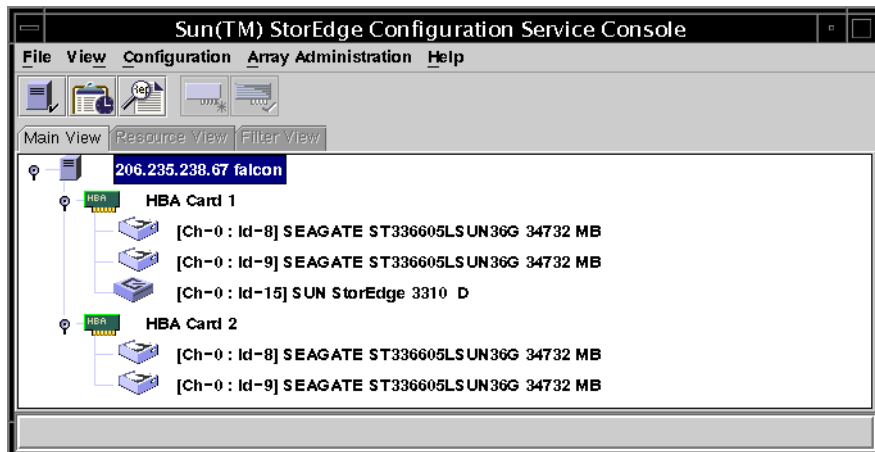 Sun(TM) StorEdge Configuration Service Console
File View Configuration Array Administration Help
Main View Resource View Filter View
206.235.238.67 falcon
HBA HBA Card 1
[Ch-0 : Id-8] SEAGATE ST336605LSUN36G 34732 MB
[Ch-0 : Id-9] SEAGATE ST336605LSUN36G 34732 MB
[Ch-0 : Id-15] SUN StorEdge 3310 D
HBA HBA Card 2
[Ch-0 : Id-8] SEAGATE ST336605LSUN36G 34732 MB
[Ch-0 : Id-9] SEAGATE ST336605LSUN36G 34732 MB